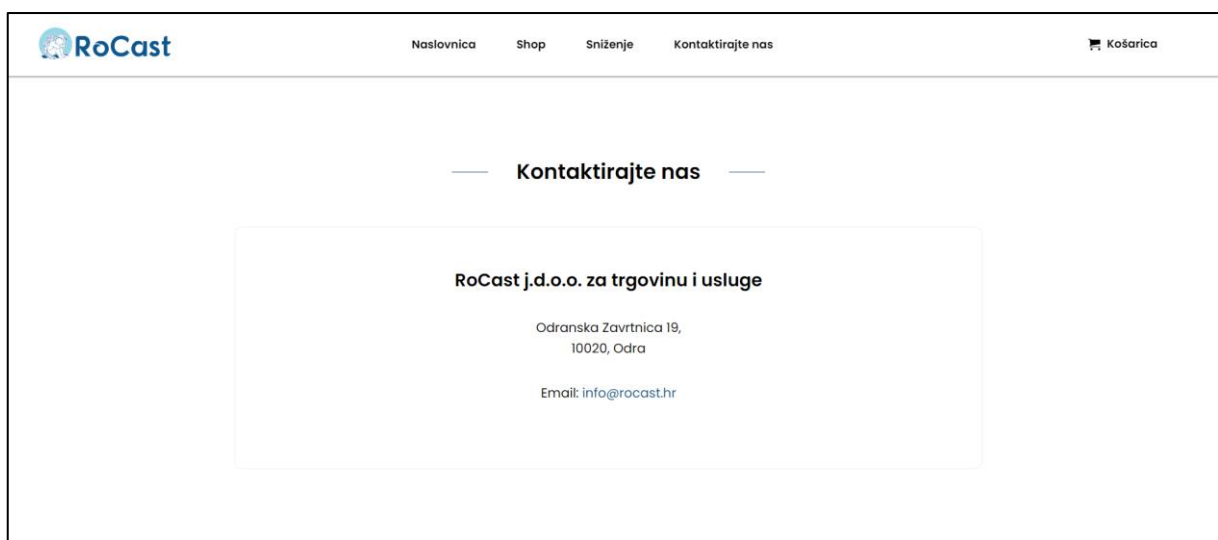 RoCast
Naslovnica Shop Sniženje Kontaktirajte nas Košarica
Kontaktirajte nas
RoCast j.d.o.o. za trgovinu i usluge
Odranska Zavrtnica 19,
10020, Odra
Email: info@rocast.hr